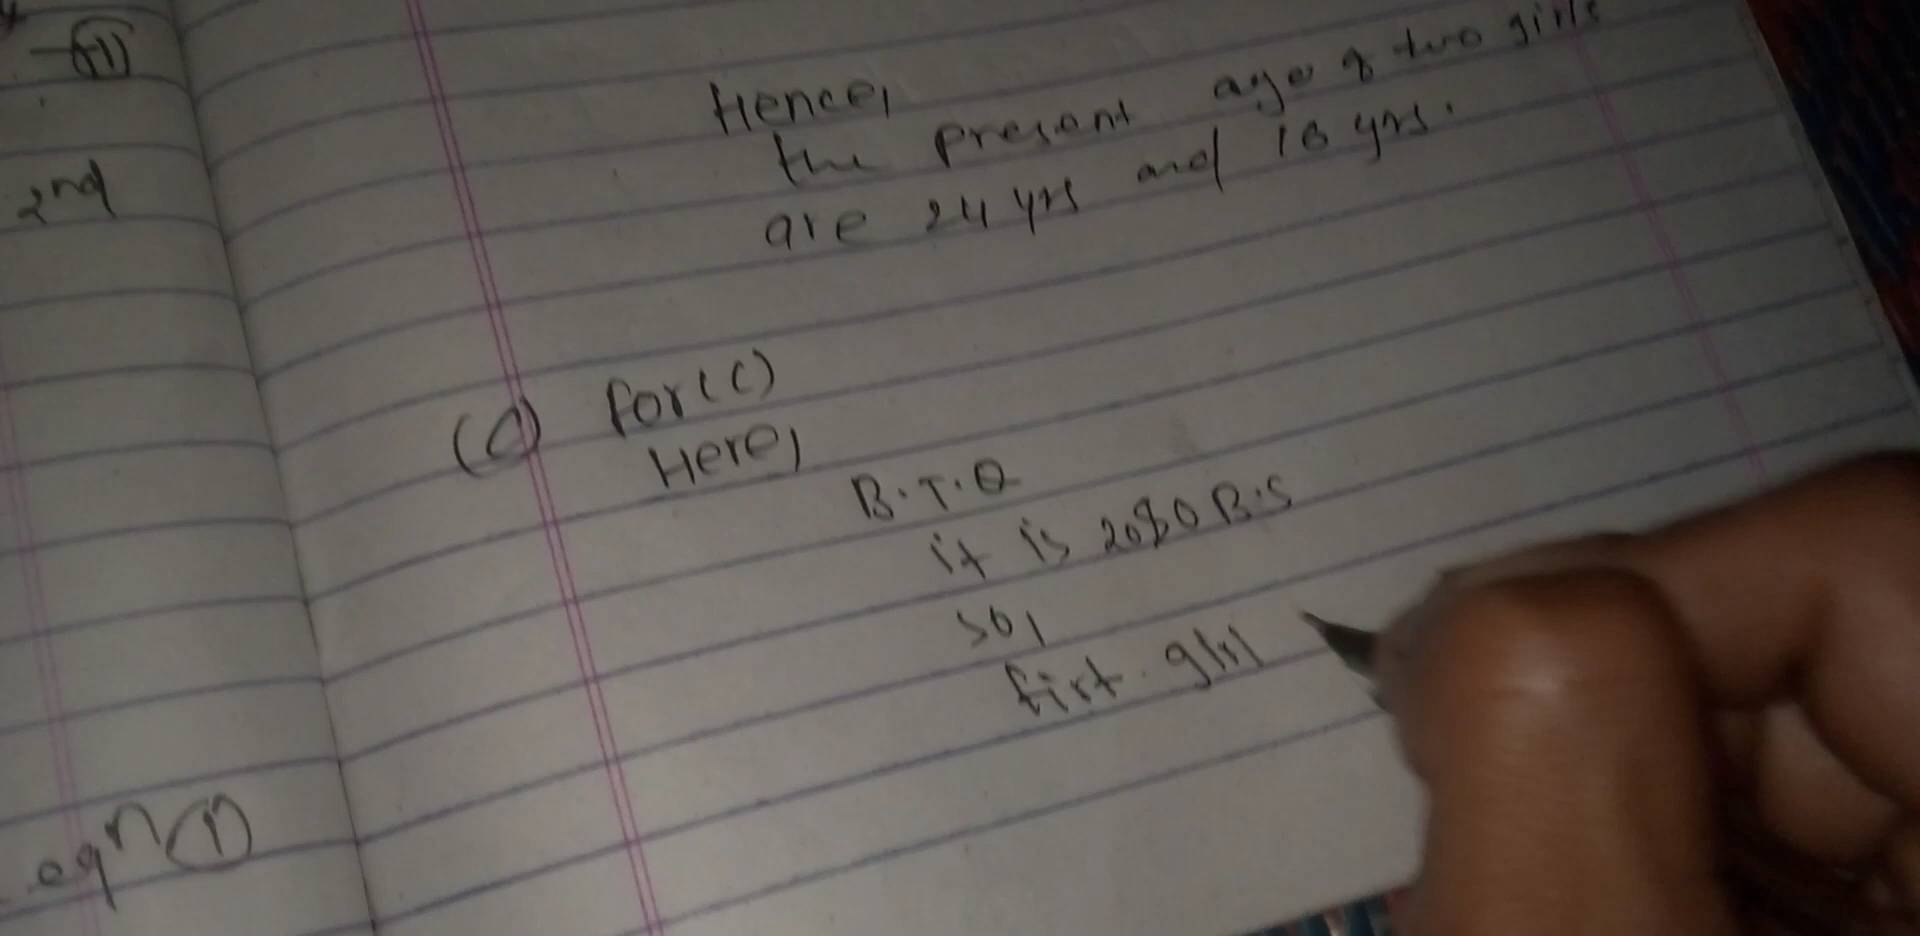 (ii)
2nd
eqn (i)
Hence,
the present age of two girls
are 24 yrs and 16 yrs.
(c) for (c)
Here,
B.T.Q
it is 2080 B.S
so,
firt girl